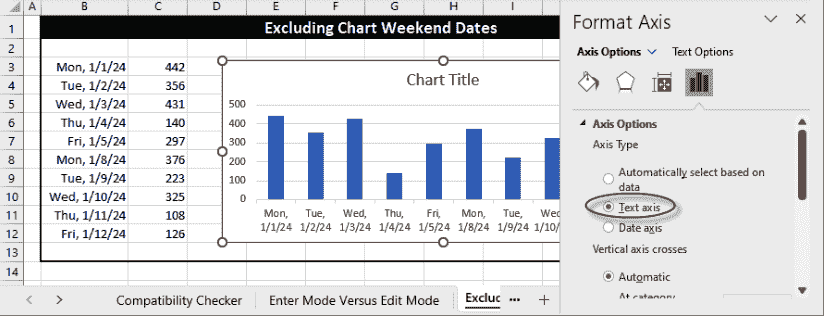 A B C D E F G H I
1 Excluding Chart Weekend Dates
2
3 Mon, 1/1/24 442
4 Tue, 1/2/24 356
5 Wed, 1/3/24 431
6 Thu, 1/4/24 140
7 Fri, 1/5/24 297
8 Mon, 1/8/24 376
9 Tue, 1/9/24 223
10 Wed, 1/10/24 325
11 Thu, 1/11/24 108
12 Fri, 1/12/24 126
13
14
Chart Title
500
400
300
200
100
0
Mon, Tue, Wed, Thu, Fri, Mon, Tue, Wed
1/1/24 1/2/24 1/3/24 1/4/24 1/5/24 1/8/24 1/9/24 1/10/
Compatibility Checker Enter Mode Versus Edit Mode Exclud ... +
Format Axis
Axis Options Text Options
Axis Options
Axis Type
Automatically select based on
data
Text axis
Date axis
Vertical axis crosses
Automatic
At category